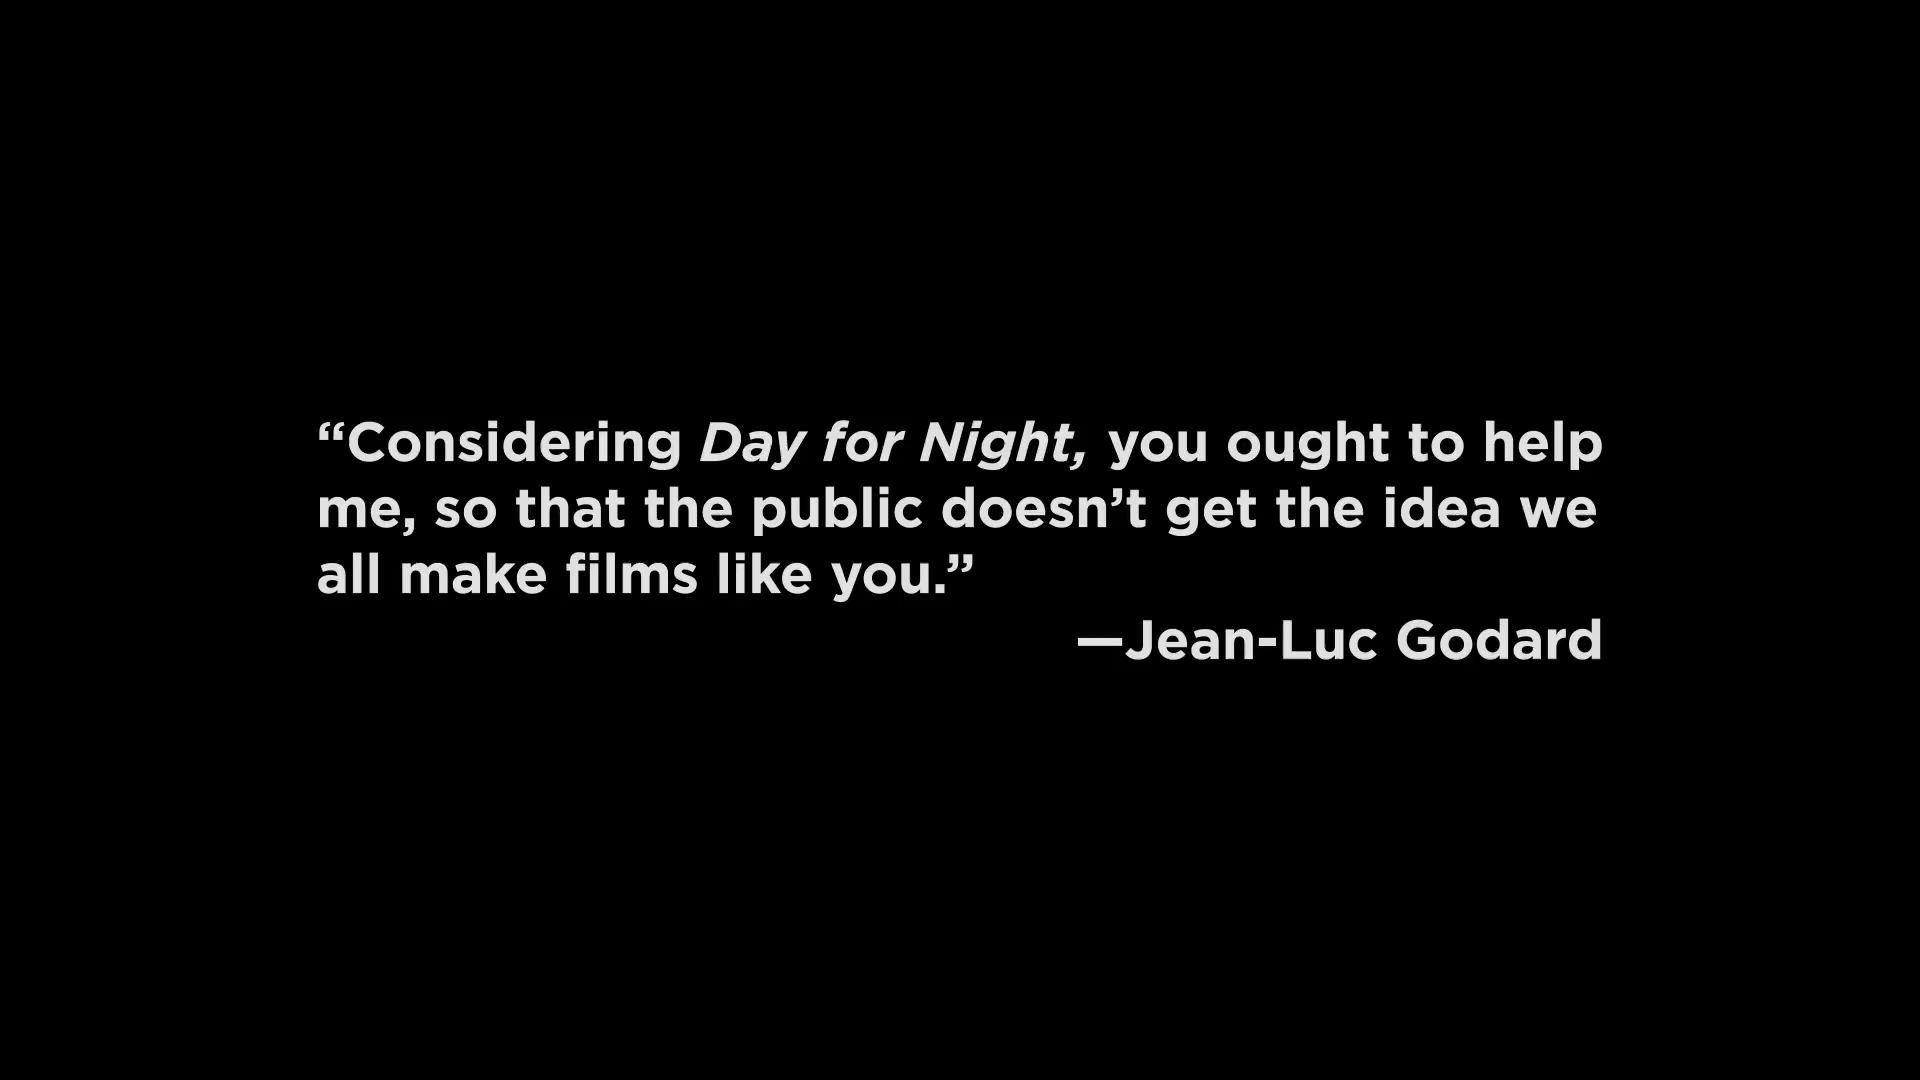 “Considering Day for Night, you ought to help
me, so that the public doesn’t get the idea we
all make films like you.”
—Jean-Luc Godard